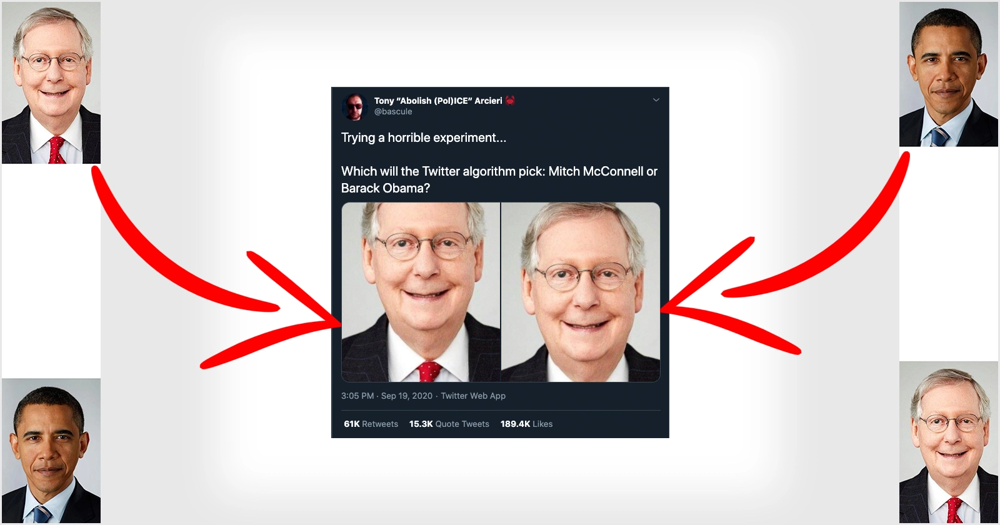 Tony “Abolish (Pol)ICE” Arcieri 🦀
@bascule
Trying a horrible experiment...
Which will the Twitter algorithm pick: Mitch McConnell or
Barack Obama?
3:05 PM · Sep 19, 2020 · Twitter Web App
61K Retweets 15.3K Quote Tweets 189.4K Likes